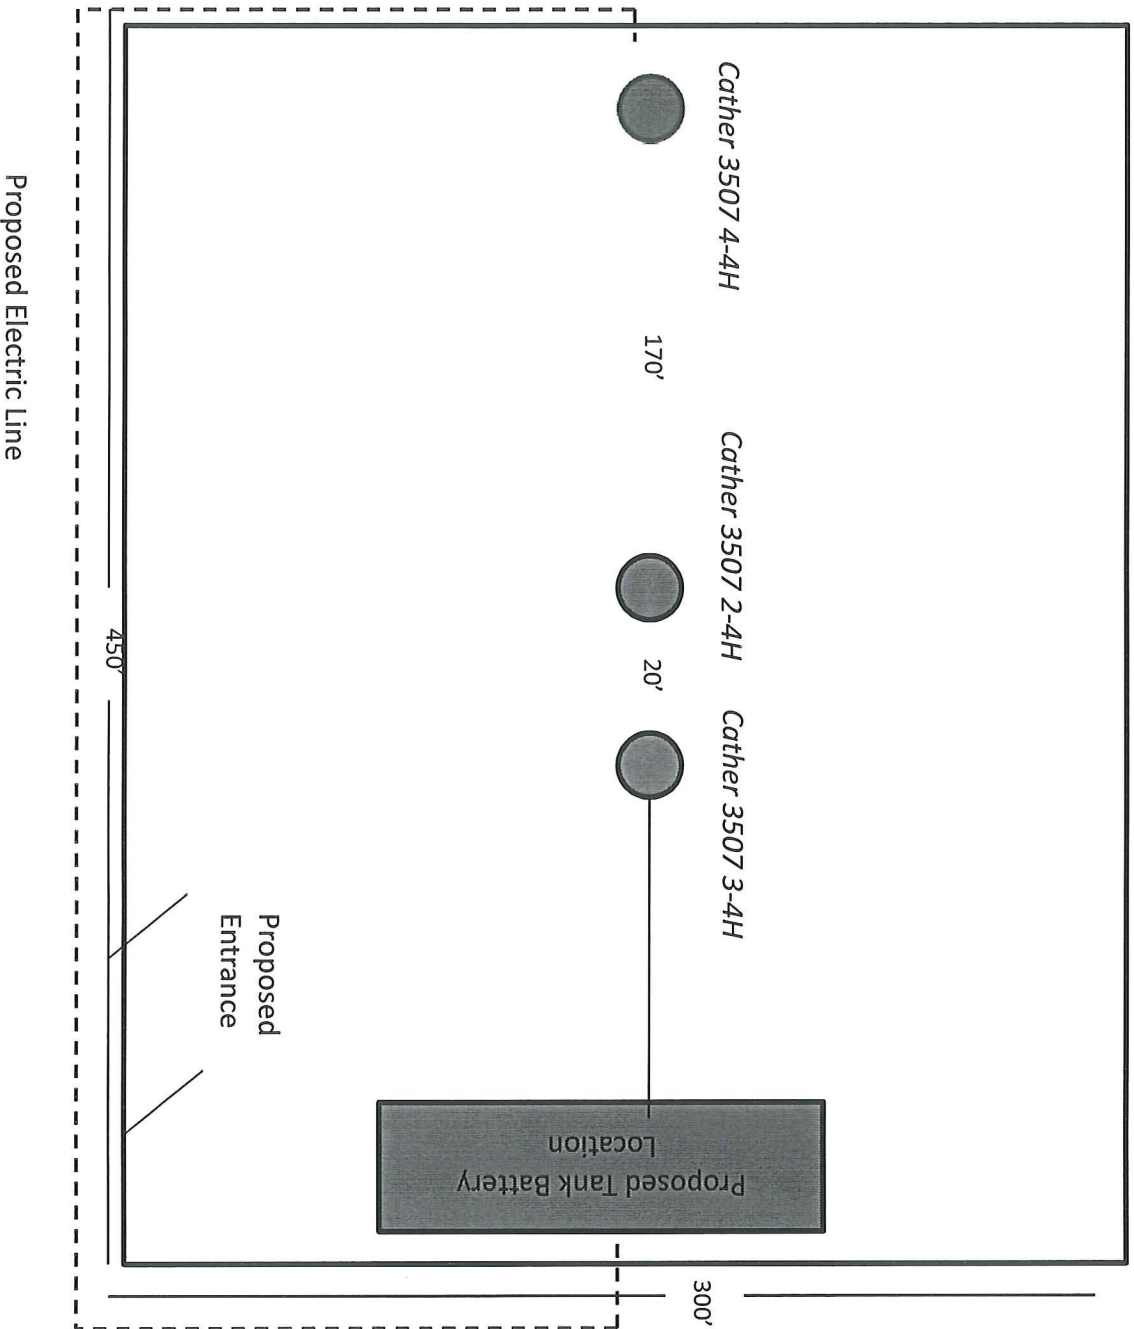 Cather 3507 4-4H
Cather 3507 2-4H
Cather 3507 3-4H
170’
20’
Proposed Tank Battery
Location
300’
Proposed
Entrance
450’
Proposed Electric Line